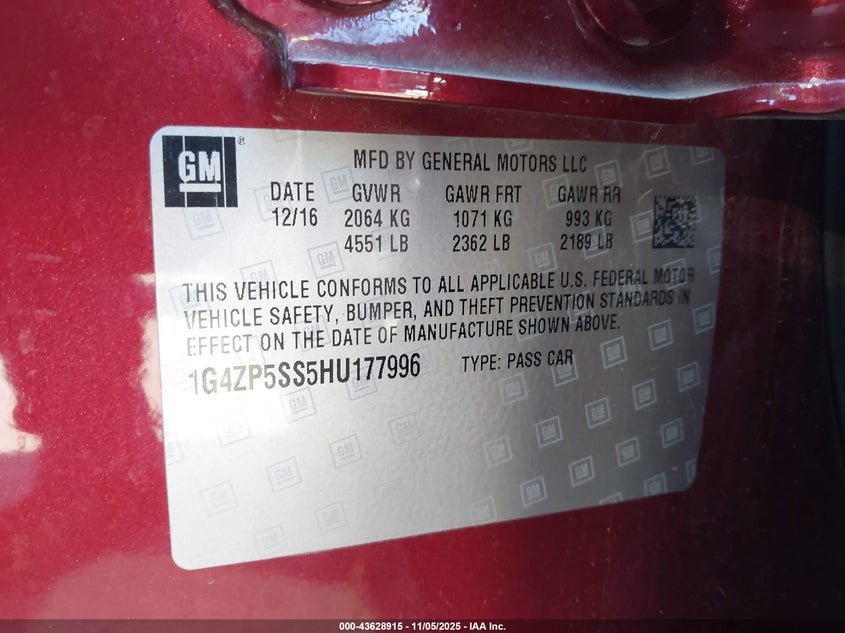 GM ®
MFD BY GENERAL MOTORS LLC
DATE GVWR GAWR FRT GAWR RR
12/16 2064 KG 1071 KG 993 KG
4551 LB 2362 LB 2189 LB
THIS VEHICLE CONFORMS TO ALL APPLICABLE U.S. FEDERAL MOTOR
VEHICLE SAFETY, BUMPER, AND THEFT PREVENTION STANDARDS IN
EFFECT ON THE DATE OF MANUFACTURE SHOWN ABOVE.
1G4ZP5SS5HU177996 TYPE: PASS CAR
000-43628915 - 11/05/2025 - IAA Inc.